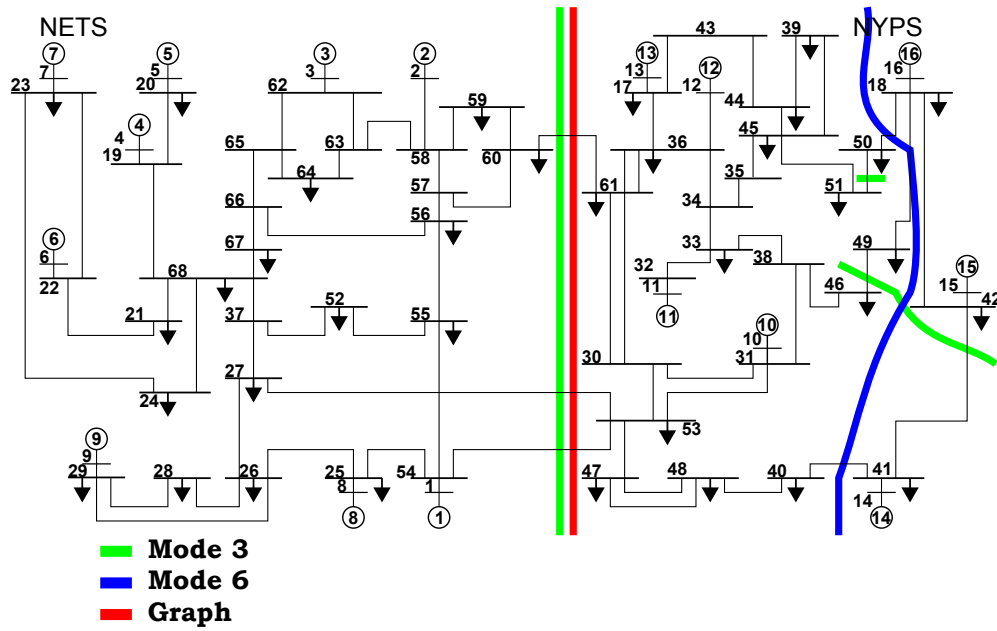 NETS
NYPS
7 5 3 2 13 43 39 16
7 5 3 2 13 12 16
23 20 62 59 17 12 18
4 44
4 65 63 58 60 36 45 50
19 64 57 61 35 51
66 56 34
6 67 33 49
6 68 32 38 15
22 11 46 15
21 37 52 55 11 10 42
27 30 10 31
24 53
9
9 28 26 25 54 47 48 40 41
29 8 1 14
8 1 14
Mode 3
Mode 6
Graph